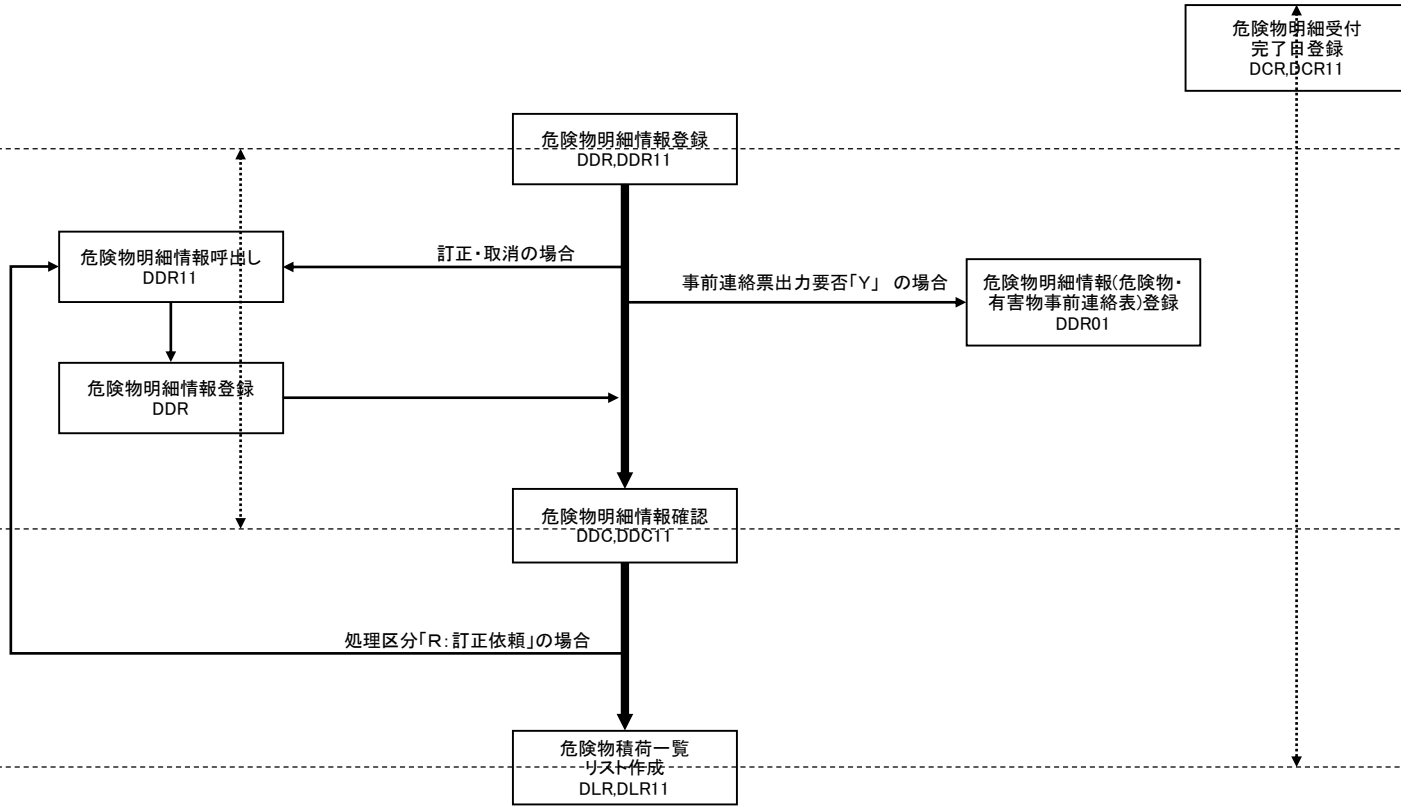 危険物明細受付
完了日登録
DCR,DCR11
危険物明細情報登録
DDR,DDR11
危険物明細情報呼出し
DDR11
訂正・取消の場合
事前連絡票出力要否「Y」 の場合
危険物明細情報(危険物・
有害物事前連絡表)登録
DDR01
危険物明細情報登録
DDR
危険物明細情報確認
DDC,DDC11
処理区分「R:訂正依頼」の場合
危険物積荷一覧
リスト作成
DLR,DLR11